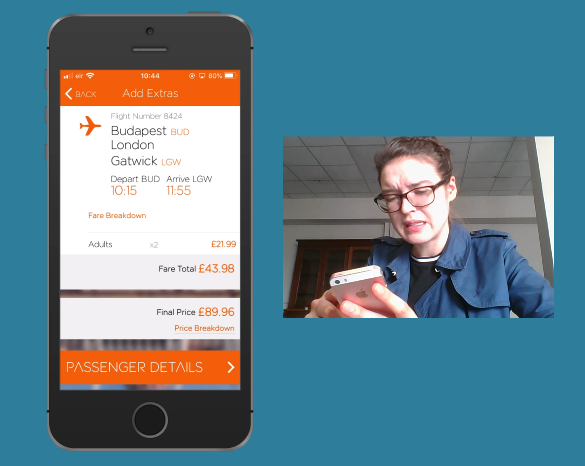 eir 10:44 80%
BACK Add Extras
Flight Number 8424
Budapest BUD
London
Gatwick LGW
Depart BUD Arrive LGW
10:15 11:55
Fare Breakdown
Adults x2 £21.99
Fare Total £43.98
Final Price £89.96
Price Breakdown
PASSENGER DETAILS